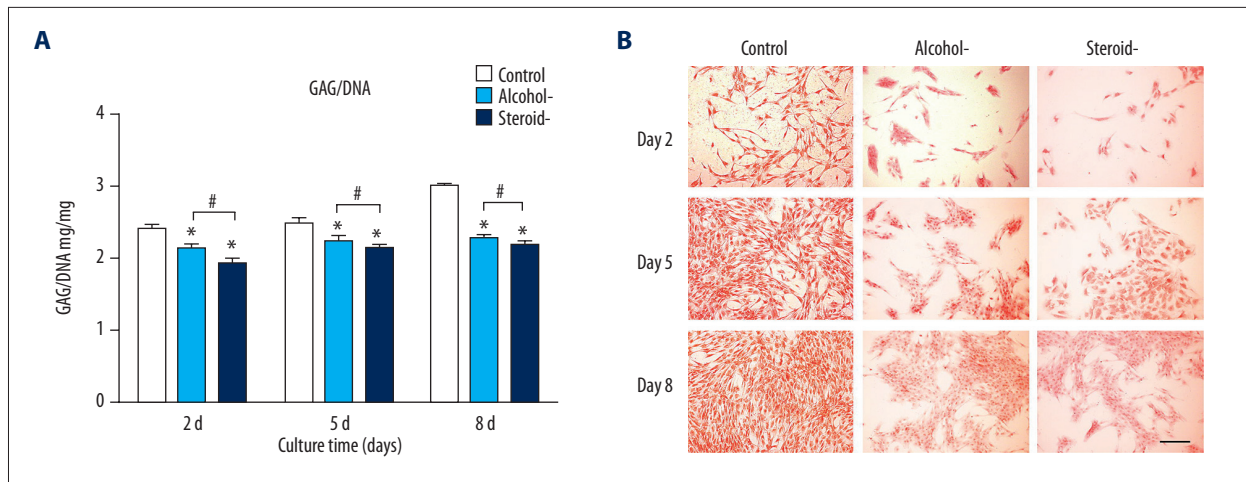 A
GAG/DNA
Control
Alcohol-
Steroid-
GAG/DNA mg/mg
4
3
2
1
0
#
*
*
#
*
*
#
*
*
2 d
5 d
8 d
Culture time (days)
B
Control
Alcohol-
Steroid-
Day 2
Day 5
Day 8